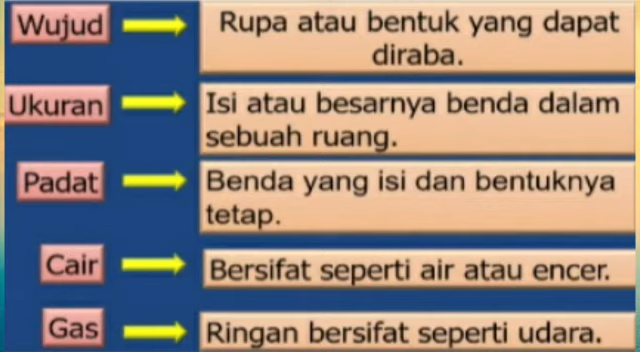 Wujud
Rupa atau bentuk yang dapat
diraba.
Ukuran
Isi atau besarnya benda dalam
sebuah ruang.
Padat
Benda yang isi dan bentuknya
tetap.
Cair
Bersifat seperti air atau encer.
Gas
Ringan bersifat seperti udara.